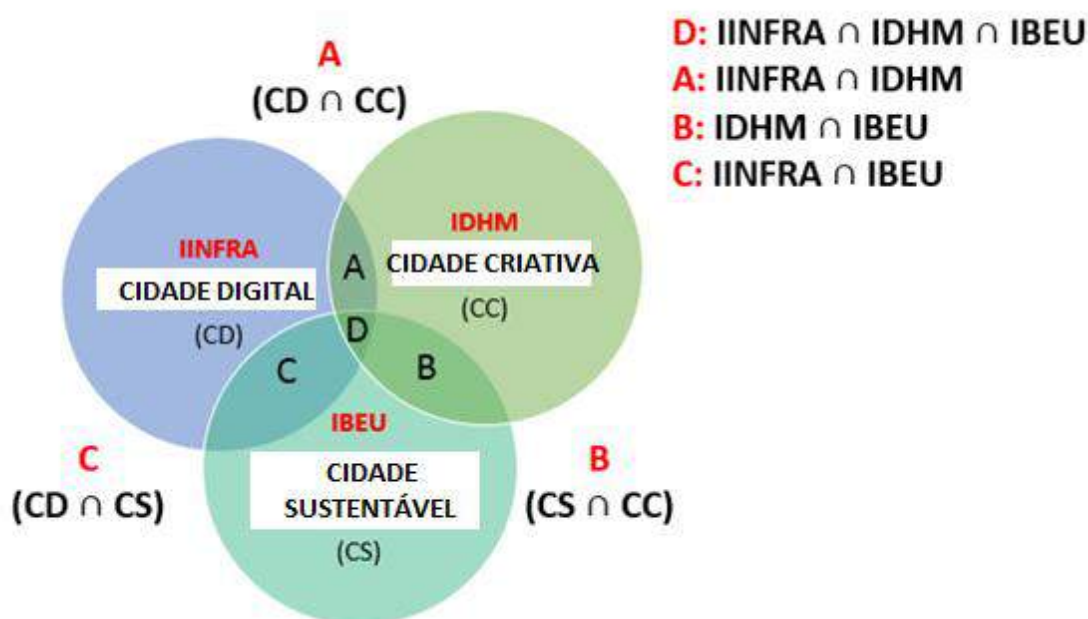 A
(CD ∩ CC)
D: IINFRA ∩ IDHM ∩ IBEU
A: IINFRA ∩ IDHM
B: IDHM ∩ IBEU
C: IINFRA ∩ IBEU
IINFRA
CIDADE DIGITAL
(CD)
A
IDHM
CIDADE CRIATIVA
(CC)
D
C
B
IBEU
CIDADE
SUSTENTÁVEL
(CS)
C
(CD ∩ CS)
B
(CS ∩ CC)